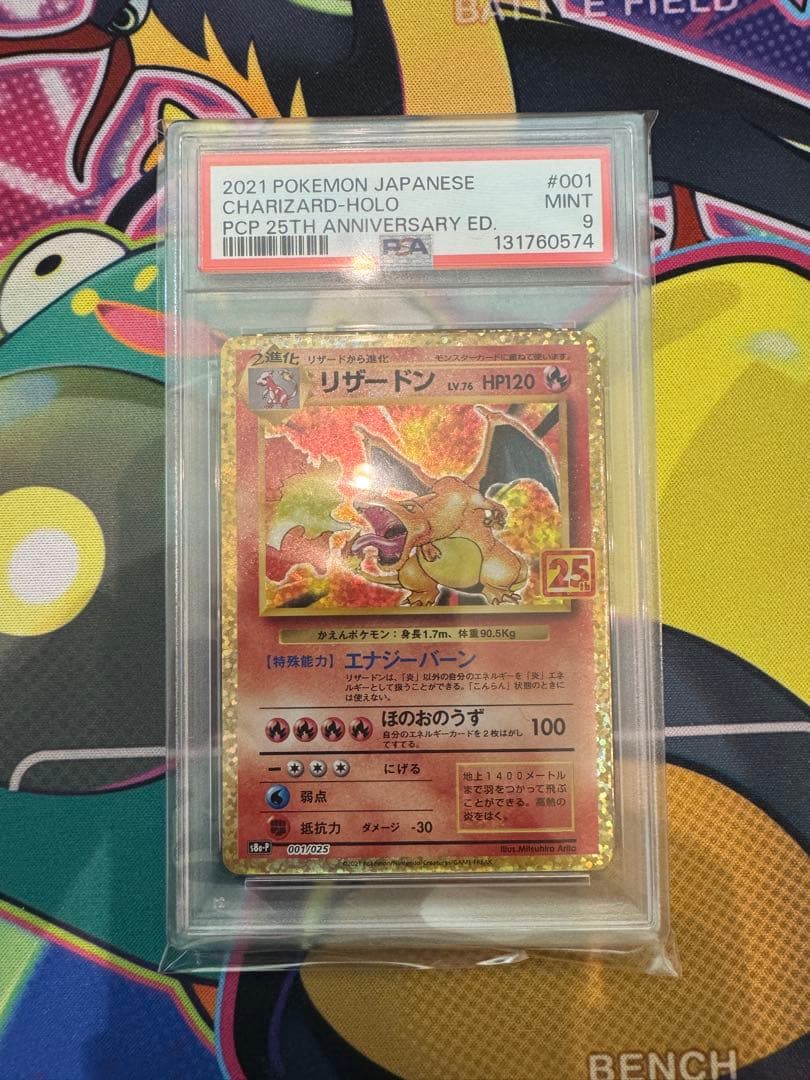 BATTLE FIELD
2021 POKEMON JAPANESE #001
CHARIZARD-HOLO MINT
PCP 25TH ANNIVERSARY ED. 9
PSA 131760574
2進化 リザードから進化 モンスターカードに重ねて使います。
リザードン LV.76 HP120
25th
かえんポケモン：身長1.7m、体重90.5Kg
【特殊能力】 エナジーバーン
リザードンは、「炎」以外の自分のエネルギーを「炎」エネ
ルギーとして扱うことができる。「こんらん」状態のときに
は使えない。
ほのおのうず 100
自分のエネルギーカードを2枚はがし
てすてる。
ー にげる
弱点
抵抗力 ダメージ -30
地上1400メートル
まで羽をつかって飛ぶ
ことができる。高熱の
炎をはく。
s8a-P 001/025
Illus.Mitsuhiro Arita
©2021 Pokémon/Nintendo/Creatures/GAME FREAK
BENCH